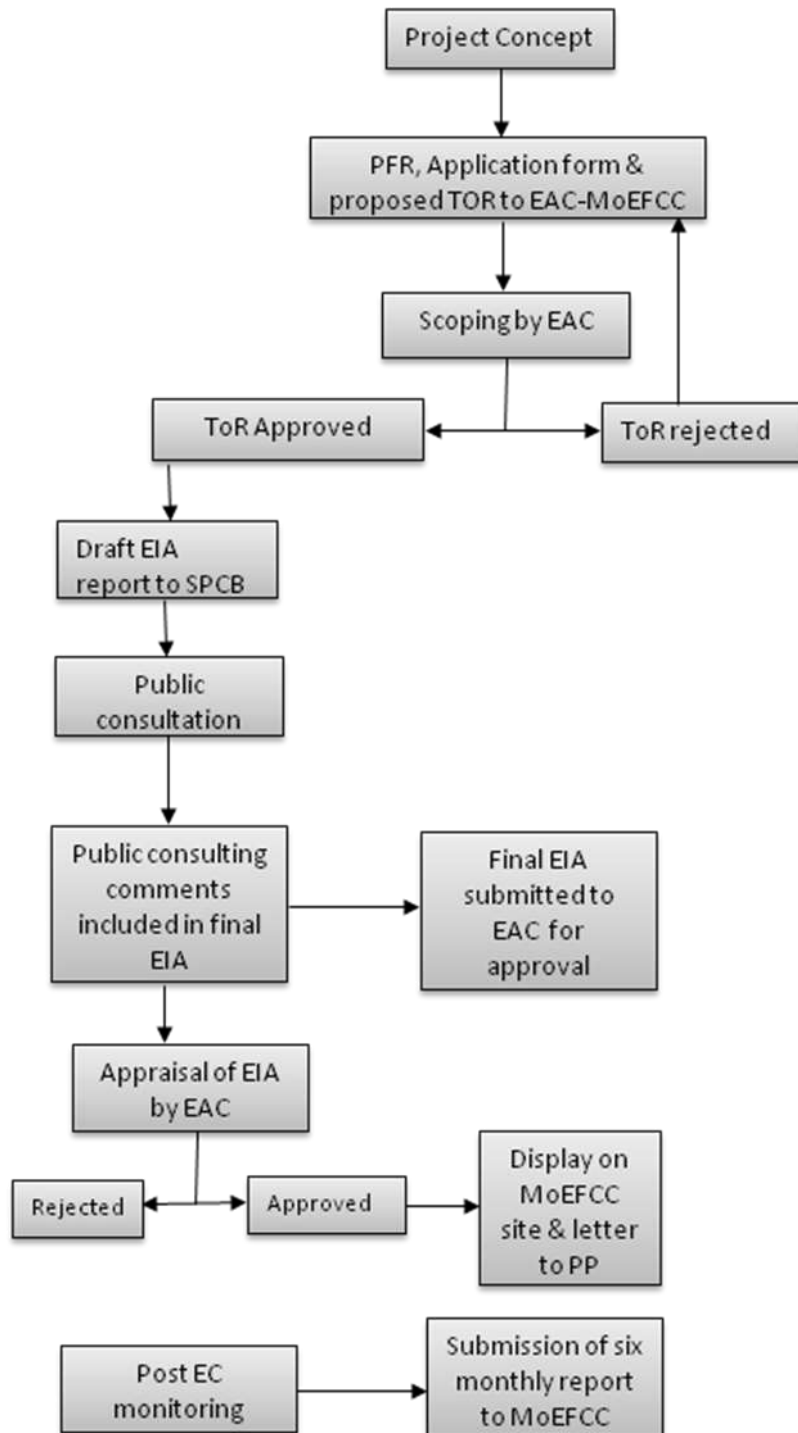 Project Concept
PFR, Application form &
proposed TOR to EAC-MoEFCC
Scoping by EAC
ToR Approved
ToR rejected
Draft EIA
report to SPCB
Public
consultation
Public consulting
comments
included in final
EIA
Final EIA
submitted to
EAC for
approval
Appraisal of EIA
by EAC
Rejected
Approved
Display on
MoEFCC
site & letter
to PP
Post EC
monitoring
Submission of six
monthly report
to MoEFCC